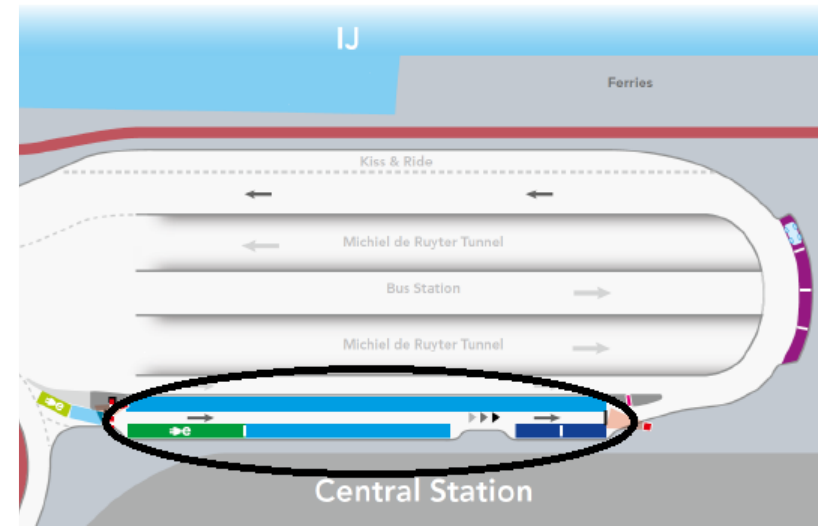 IJ
Ferries
Kiss & Ride
Michiel de Ruyter Tunnel
Bus Station
Michiel de Ruyter Tunnel
e
e
Central Station